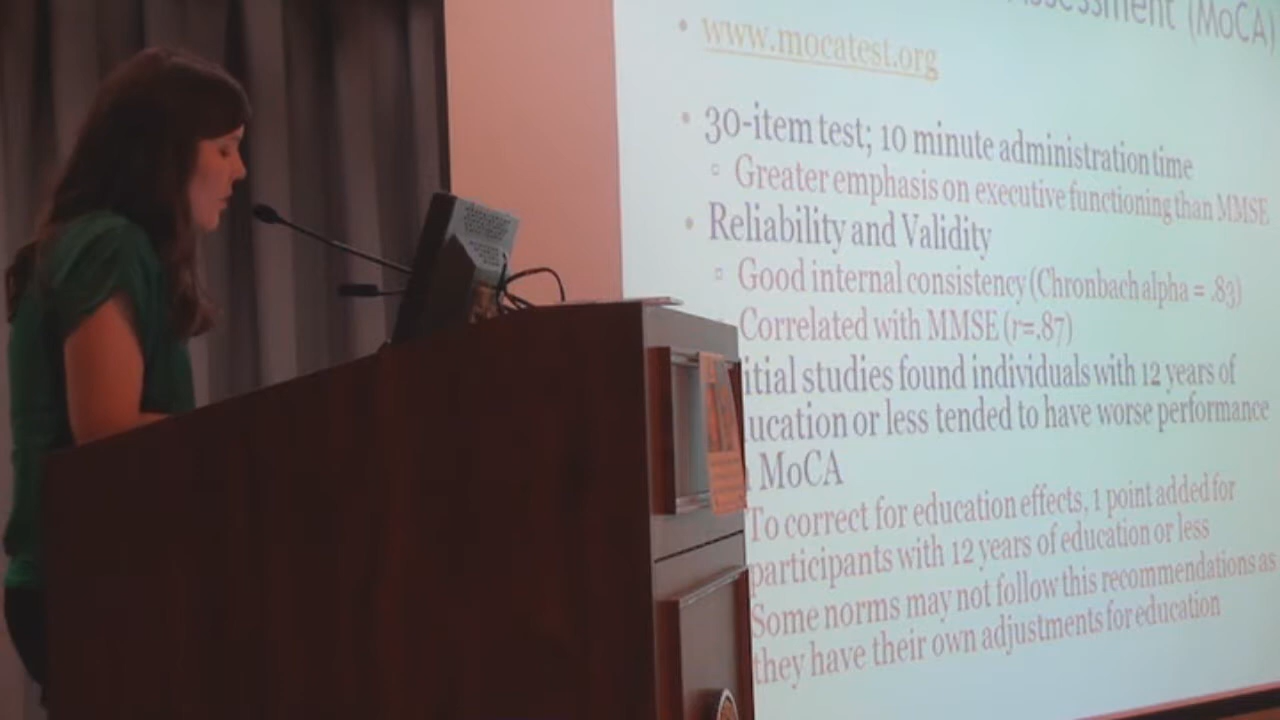 Assessment (MoCA)
www.mocatest.org
30-item test; 10 minute administration time
Greater emphasis on executive functioning than MMSE
Reliability and Validity
Good internal consistency (Chronbach alpha = .83)
Correlated with MMSE (r=.87)
itial studies found individuals with 12 years of
ucation or less tended to have worse performance
MoCA
To correct for education effects, 1 point added for
participants with 12 years of education or less
Some norms may not follow this recommendations as
they have their own adjustments for education